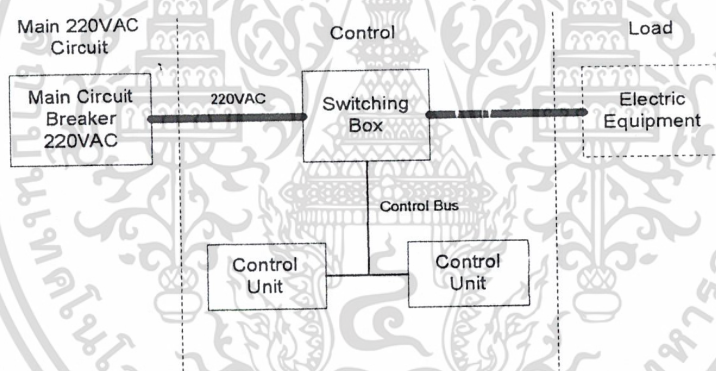 Main 220VAC
Circuit
Control
Load
Main Circuit
Breaker
220VAC
220VAC
Switching
Box
Electric
Equipment
Control Bus
Control
Unit
Control
Unit